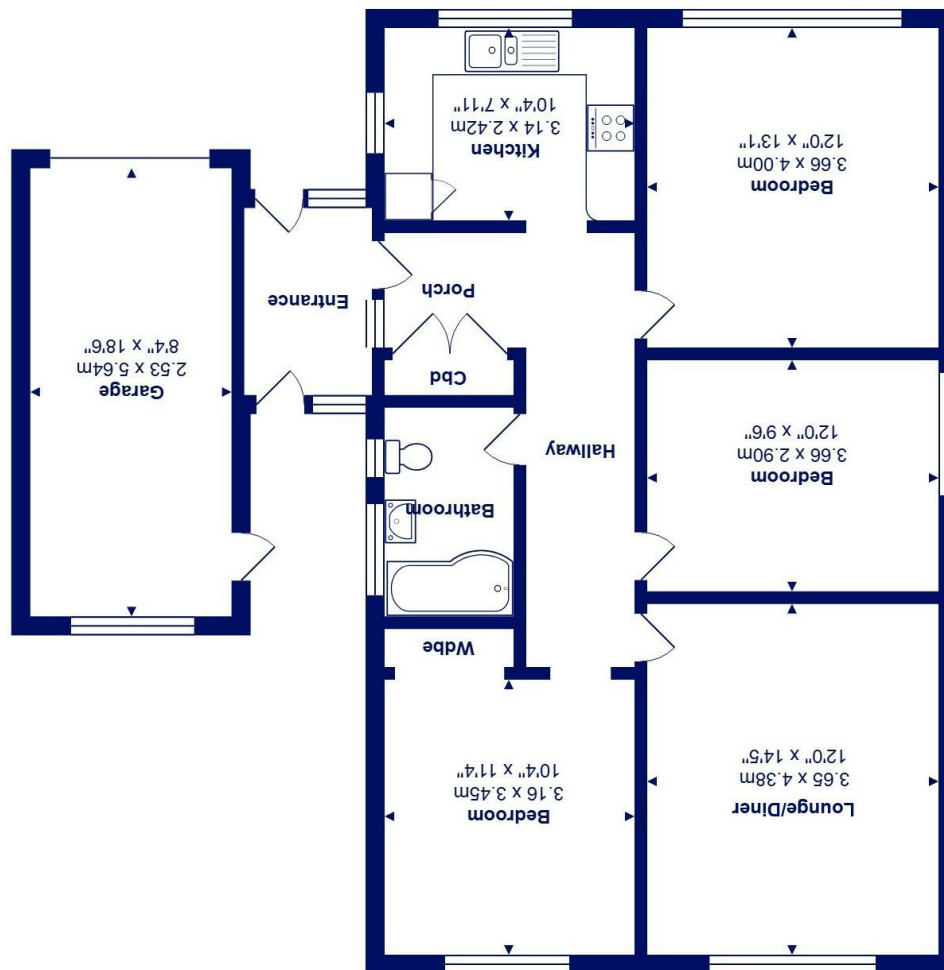 Lounge/Diner
3.65 x 4.38m
12'0" x 14'5"
Bedroom
3.16 x 3.45m
10'4" x 11'4"
Wdbe
Bedroom
3.66 x 2.90m
12'0" x 9'6"
Hallway
Bathroom
Garage
2.53 x 5.64m
8'4" x 18'6"
Cbd
Porch
Entrance
Bedroom
3.66 x 4.00m
12'0" x 13'1"
Kitchen
3.14 x 2.42m
10'4" x 7'11"